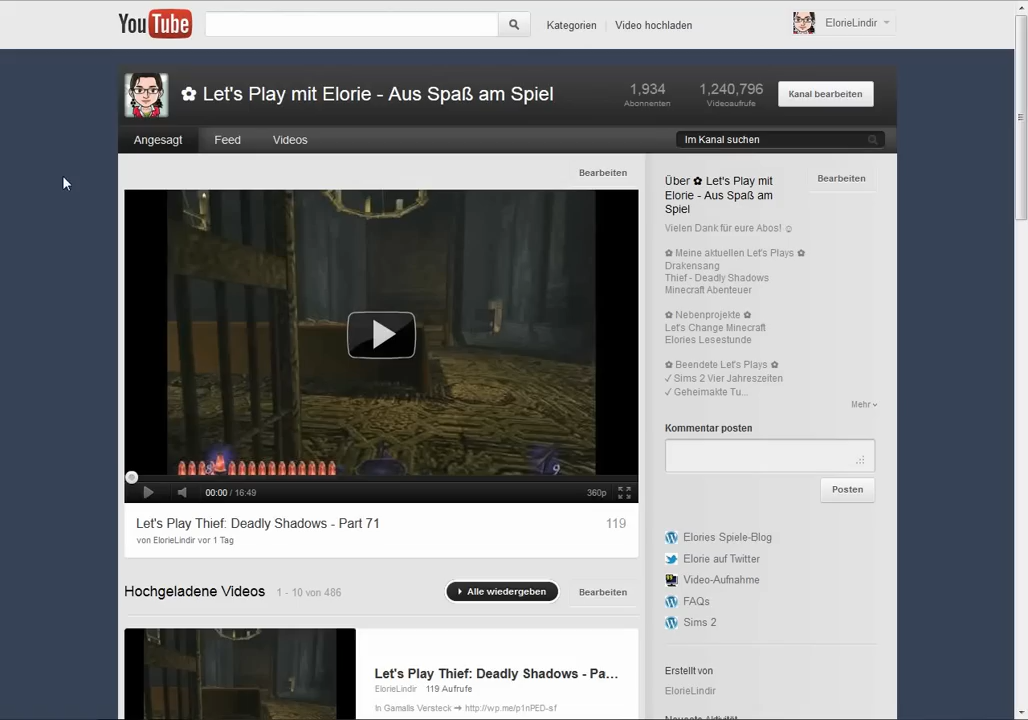 YouTube
Kategorien
Video hochladen
ElorieLindir
✿ Let's Play mit Elorie - Aus Spaß am Spiel
1,934
Abonnenten
1,240,796
Videoaufrufe
Kanal bearbeiten
Angesagt
Feed
Videos
Im Kanal suchen
Bearbeiten
9
00:00 / 16:49
360p
Let's Play Thief: Deadly Shadows - Part 71
119
von ElorieLindir vor 1 Tag
Hochgeladene Videos
1 - 10 von 486
Alle wiedergeben
Bearbeiten
Let's Play Thief: Deadly Shadows - Pa...
ElorieLindir 119 Aufrufe
In Gamalls Versteck → http://wp.me/p1nPED-sf
Über ✿ Let's Play mit
Elorie - Aus Spaß am
Spiel
Bearbeiten
Vielen Dank für eure Abos! ☺
✿ Meine aktuellen Let's Plays ✿
Drakensang
Thief - Deadly Shadows
Minecraft Abenteuer
✿ Nebenprojekte ✿
Let's Change Minecraft
Elories Lesestunde
✿ Beendete Let's Plays ✿
✓ Sims 2 Vier Jahreszeiten
✓ Geheimakte Tu...
Mehr
Kommentar posten
Posten
Elories Spiele-Blog
Elorie auf Twitter
Video-Aufnahme
FAQs
Sims 2
Erstellt von
ElorieLindir
Neueste Aktivität